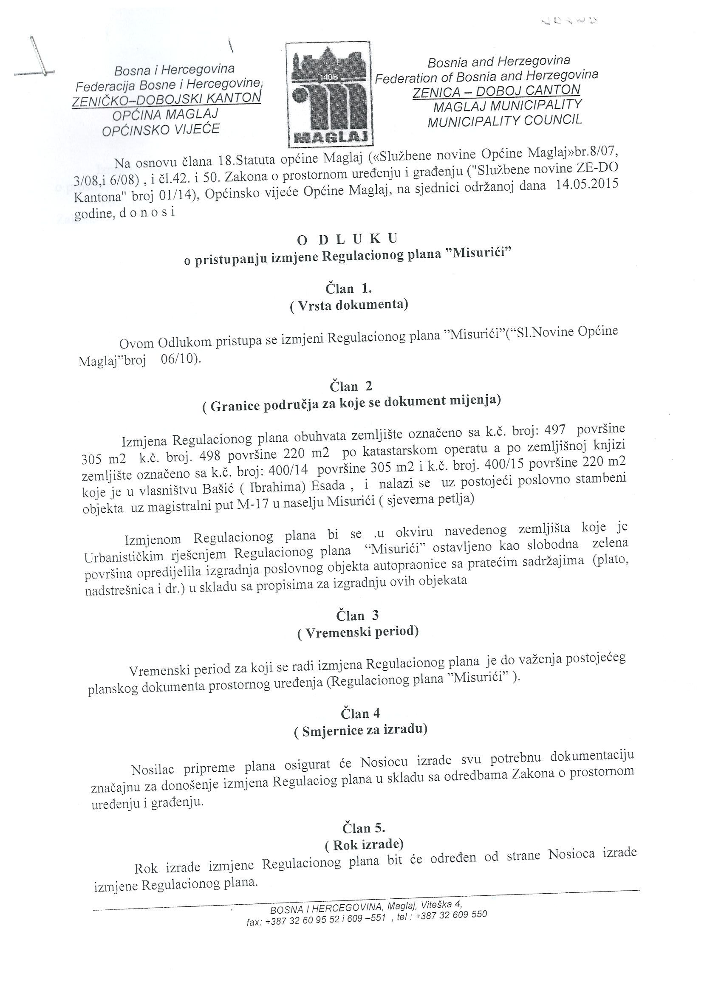 Bosna i Hercegovina
Federacija Bosne i Hercegovine
ZENIČKO–DOBOJSKI KANTON
OPĆINA MAGLAJ
OPĆINSKO VIJEĆE
1408
MAGLAJ
Bosnia and Herzegovina
Federation of Bosnia and Herzegovina
ZENICA – DOBOJ CANTON
MAGLAJ MUNICIPALITY
MUNICIPALITY COUNCIL
Na osnovu člana 18.Statuta općine Maglaj («Službene novine Općine Maglaj»br.8/07,
3/08,i 6/08) , i čl.42. i 50. Zakona o prostornom uređenju i građenju ("Službene novine ZE-DO
Kantona" broj 01/14), Općinsko vijeće Općine Maglaj, na sjednici održanoj dana 14.05.2015
godine, d o n o s i
O D L U K U
o pristupanju izmjene Regulacionog plana ”Misurići”
Član 1.
( Vrsta dokumenta)
Ovom Odlukom pristupa se izmjeni Regulacionog plana ”Misurići”(“Sl.Novine Općine
Maglaj”broj 06/10).
Član 2
( Granice područja za koje se dokument mijenja)
Izmjena Regulacionog plana obuhvata zemljište označeno sa k.č. broj: 497 površine
305 m2 k.č. broj. 498 površine 220 m2 po katastarskom operatu a po zemljišnoj knjizi
zemljište označeno sa k.č. broj: 400/14 površine 305 m2 i k.č. broj. 400/15 površine 220 m2
koje je u vlasništvu Bašić ( Ibrahima) Esada , i nalazi se uz postojeći poslovno stambeni
objekta uz magistralni put M-17 u naselju Misurići ( sjeverna petlja)
Izmjenom Regulacionog plana bi se .u okviru navedenog zemljišta koje je
Urbanističkim rješenjem Regulacionog plana “Misurići” ostavljeno kao slobodna zelena
površina opredijelila izgradnja poslovnog objekta autopraonice sa pratećim sadržajima (plato,
nadstrešnica i dr.) u skladu sa propisima za izgradnju ovih objekata
Član 3
( Vremenski period)
Vremenski period za koji se radi izmjena Regulacionog plana je do važenja postojećeg
planskog dokumenta prostornog uređenja (Regulacionog plana ”Misurići” ).
Član 4
( Smjernice za izradu)
Nosilac pripreme plana osigurat će Nosiocu izrade svu potrebnu dokumentaciju
značajnu za donošenje izmjena Regulaciog plana u skladu sa odredbama Zakona o prostornom
uređenju i građenju.
Član 5.
( Rok izrade)
Rok izrade izmjene Regulacionog plana bit će određen od strane Nosioca izrade
izmjene Regulacionog plana.
BOSNA I HERCEGOVINA, Maglaj, Viteška 4,
fax: +387 32 60 95 52 i 609 –551 , tel : +387 32 609 550